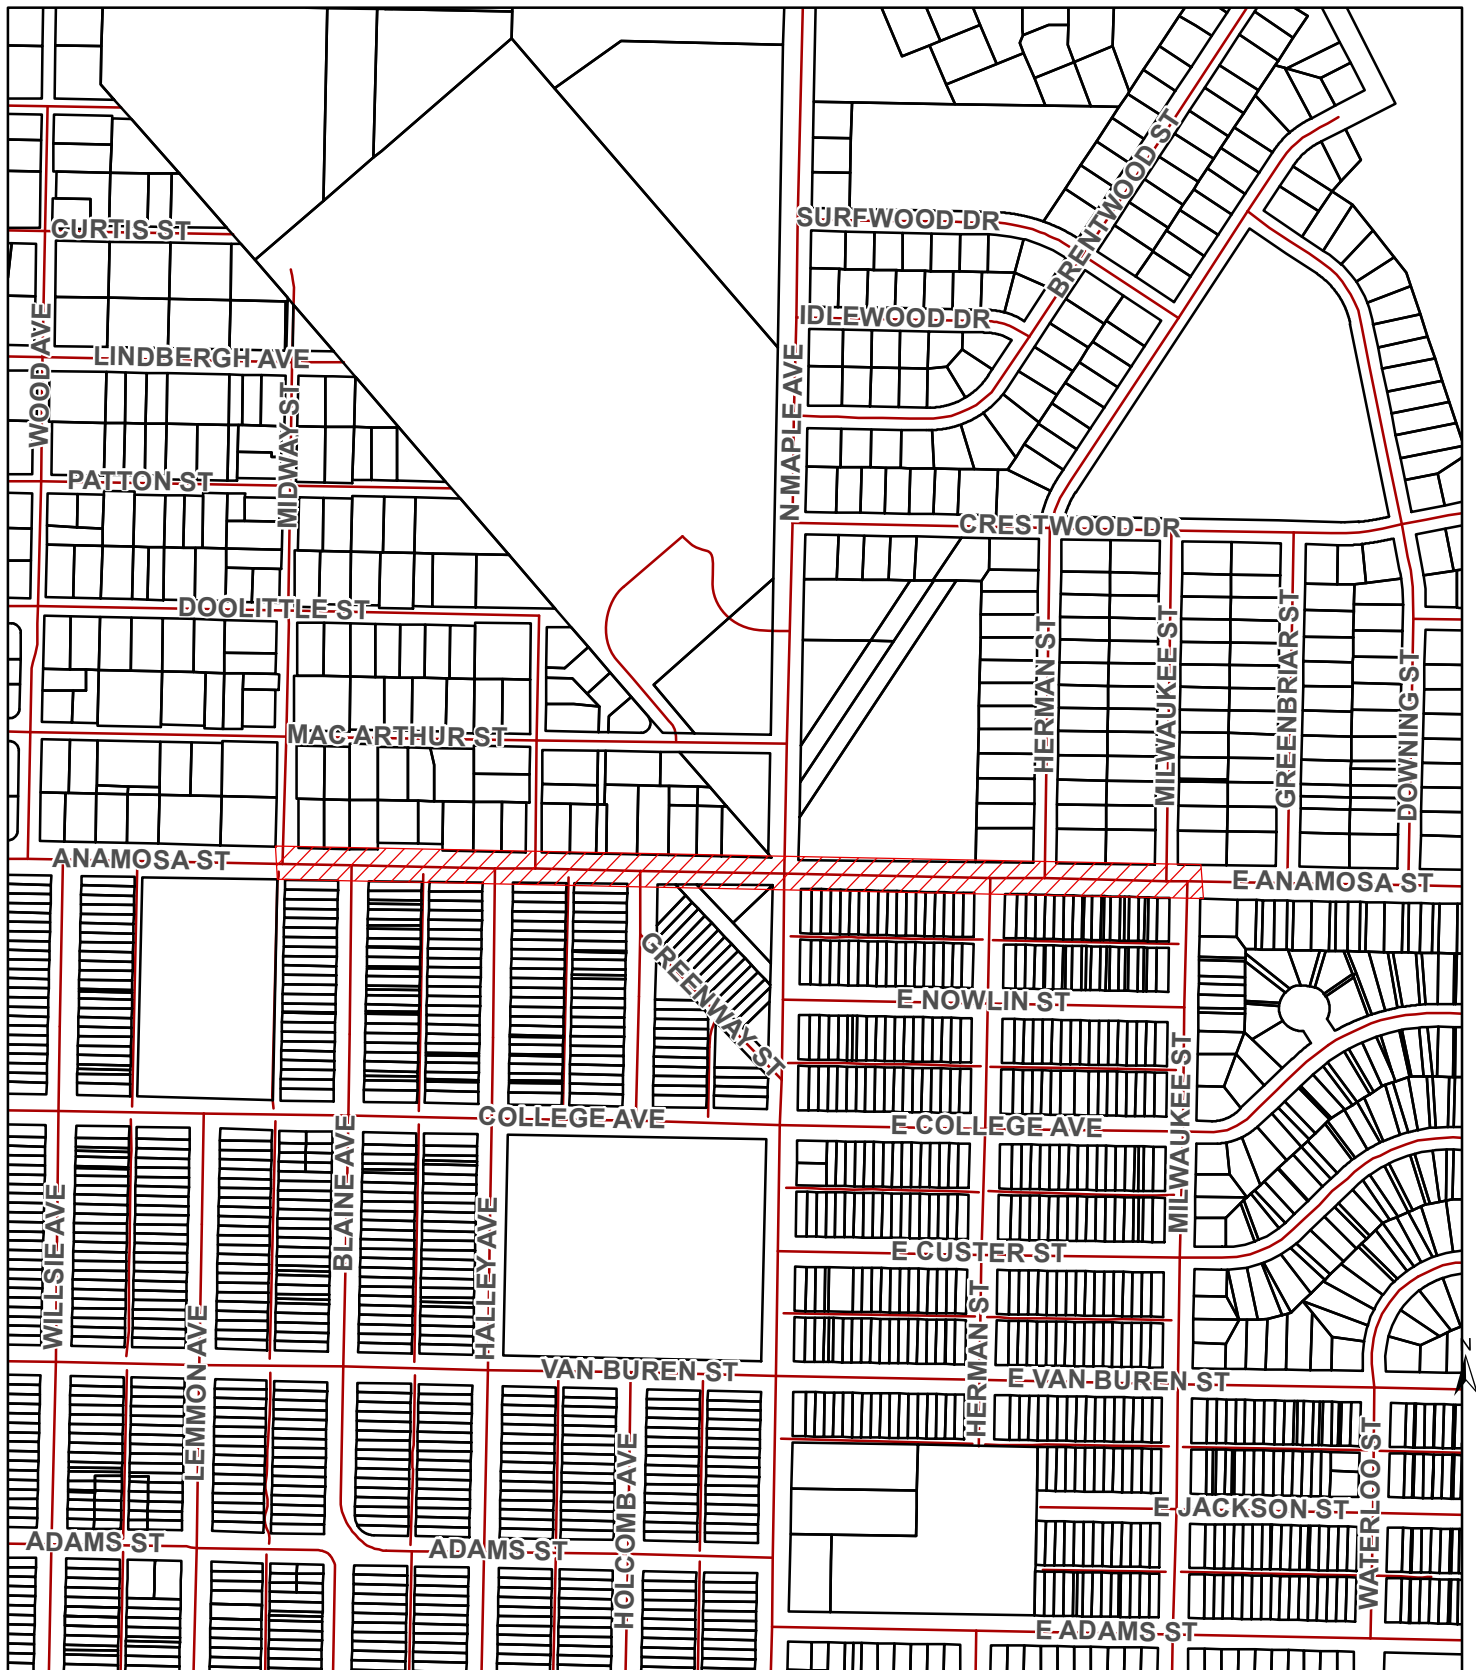 SURFWOOD DR
BRENTWOOD ST
CURTIS ST
IDLEWOOD DR
WOOD AVE
LINDBERGH AVE
N MAPLE AVE
MIDWAY ST
PATTON ST
CRESTWOOD DR
DOOLITTLE ST
HERMAN ST
MILWAUKEE ST
GREENBRIAR ST
DOWNING ST
MAC ARTHUR ST
ANAMOSA ST
E ANAMOSA ST
GREENWAY ST
E NOWLIN ST
COLLEGE AVE
E COLLEGE AVE
MILWAUKEE ST
BLAINE AVE
WILLSIE AVE
HALLEY AVE
E CUSTER ST
LEMMON AVE
HERMAN ST
VAN BUREN ST
E VAN BUREN ST
N
HOLCOMB AVE
WATERLOO ST
E JACKSON ST
ADAMS ST
ADAMS ST
E ADAMS ST